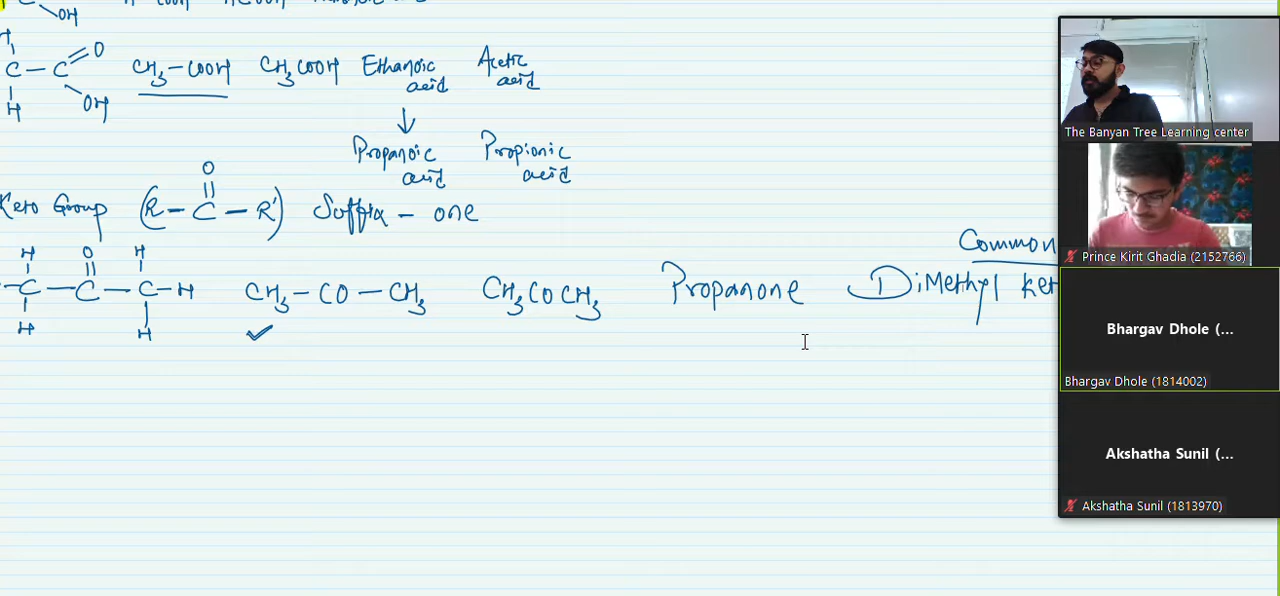 OH
H
C — C O CH3 – COOH CH3COOH Ethanoic acid Acetic acid
H OH
↓
Propanoic acid Propionic acid
O
Keto Group (R – C – R') Suffix – one
Common
H O H
C — C — C – H CH3 – CO – CH3 CH3COCH3 Propanone DiMethyl ket
H H
The Banyan Tree Learning center
Prince Kirit Ghadia (2152766)
Bhargav Dhole (...
Bhargav Dhole (1814002)
Akshatha Sunil (...
Akshatha Sunil (1813970)